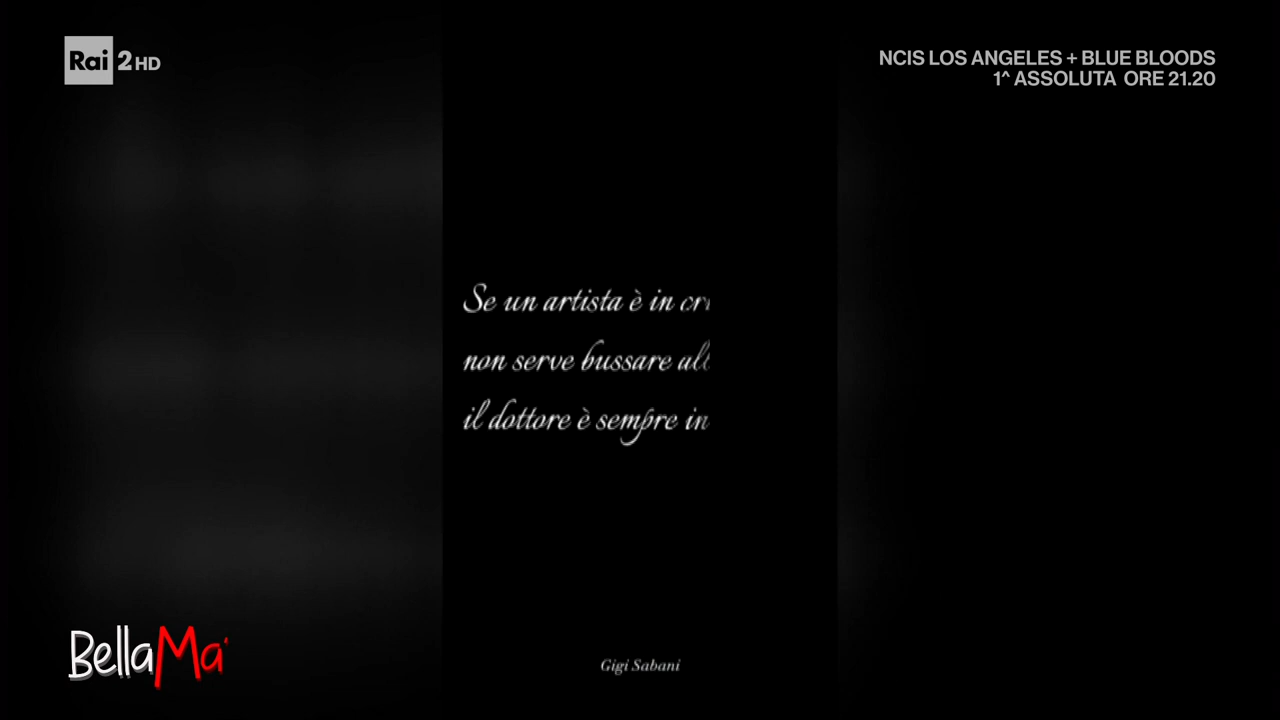 Rai 2 HD
NCIS LOS ANGELES + BLUE BLOODS
1^ ASSOLUTA ORE 21.20
Se un artista è in
non serve bussare
il dottore è sempre in
BellaMa'
Gigi Sabani